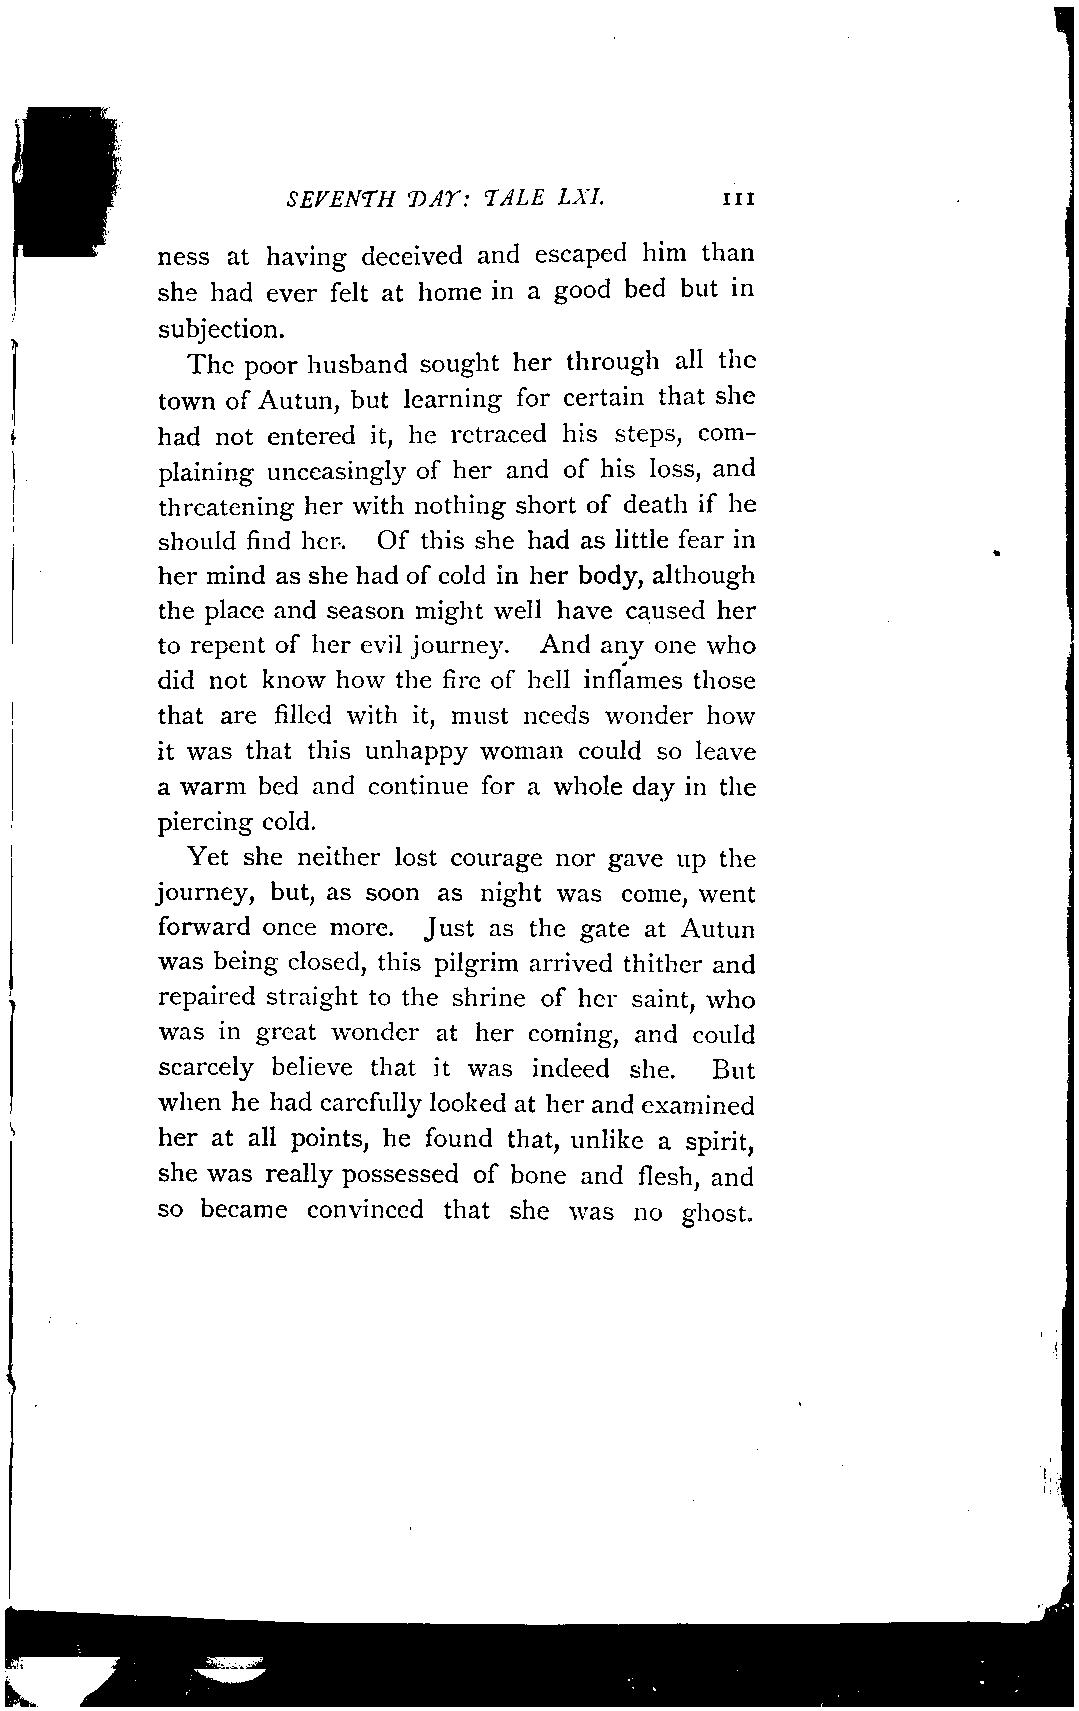 SEVENTH DAY: TALE LXI. 111
ness at having deceived and escaped him than
she had ever felt at home in a good bed but in
subjection.
The poor husband sought her through all the
town of Autun, but learning for certain that she
had not entered it, he retraced his steps, com-
plaining unceasingly of her and of his loss, and
threatening her with nothing short of death if he
should find her. Of this she had as little fear in
her mind as she had of cold in her body, although
the place and season might well have caused her
to repent of her evil journey. And any one who
did not know how the fire of hell inflames those
that are filled with it, must needs wonder how
it was that this unhappy woman could so leave
a warm bed and continue for a whole day in the
piercing cold.
Yet she neither lost courage nor gave up the
journey, but, as soon as night was come, went
forward once more. Just as the gate at Autun
was being closed, this pilgrim arrived thither and
repaired straight to the shrine of her saint, who
was in great wonder at her coming, and could
scarcely believe that it was indeed she. But
when he had carefully looked at her and examined
her at all points, he found that, unlike a spirit,
she was really possessed of bone and flesh, and
so became convinced that she was no ghost.